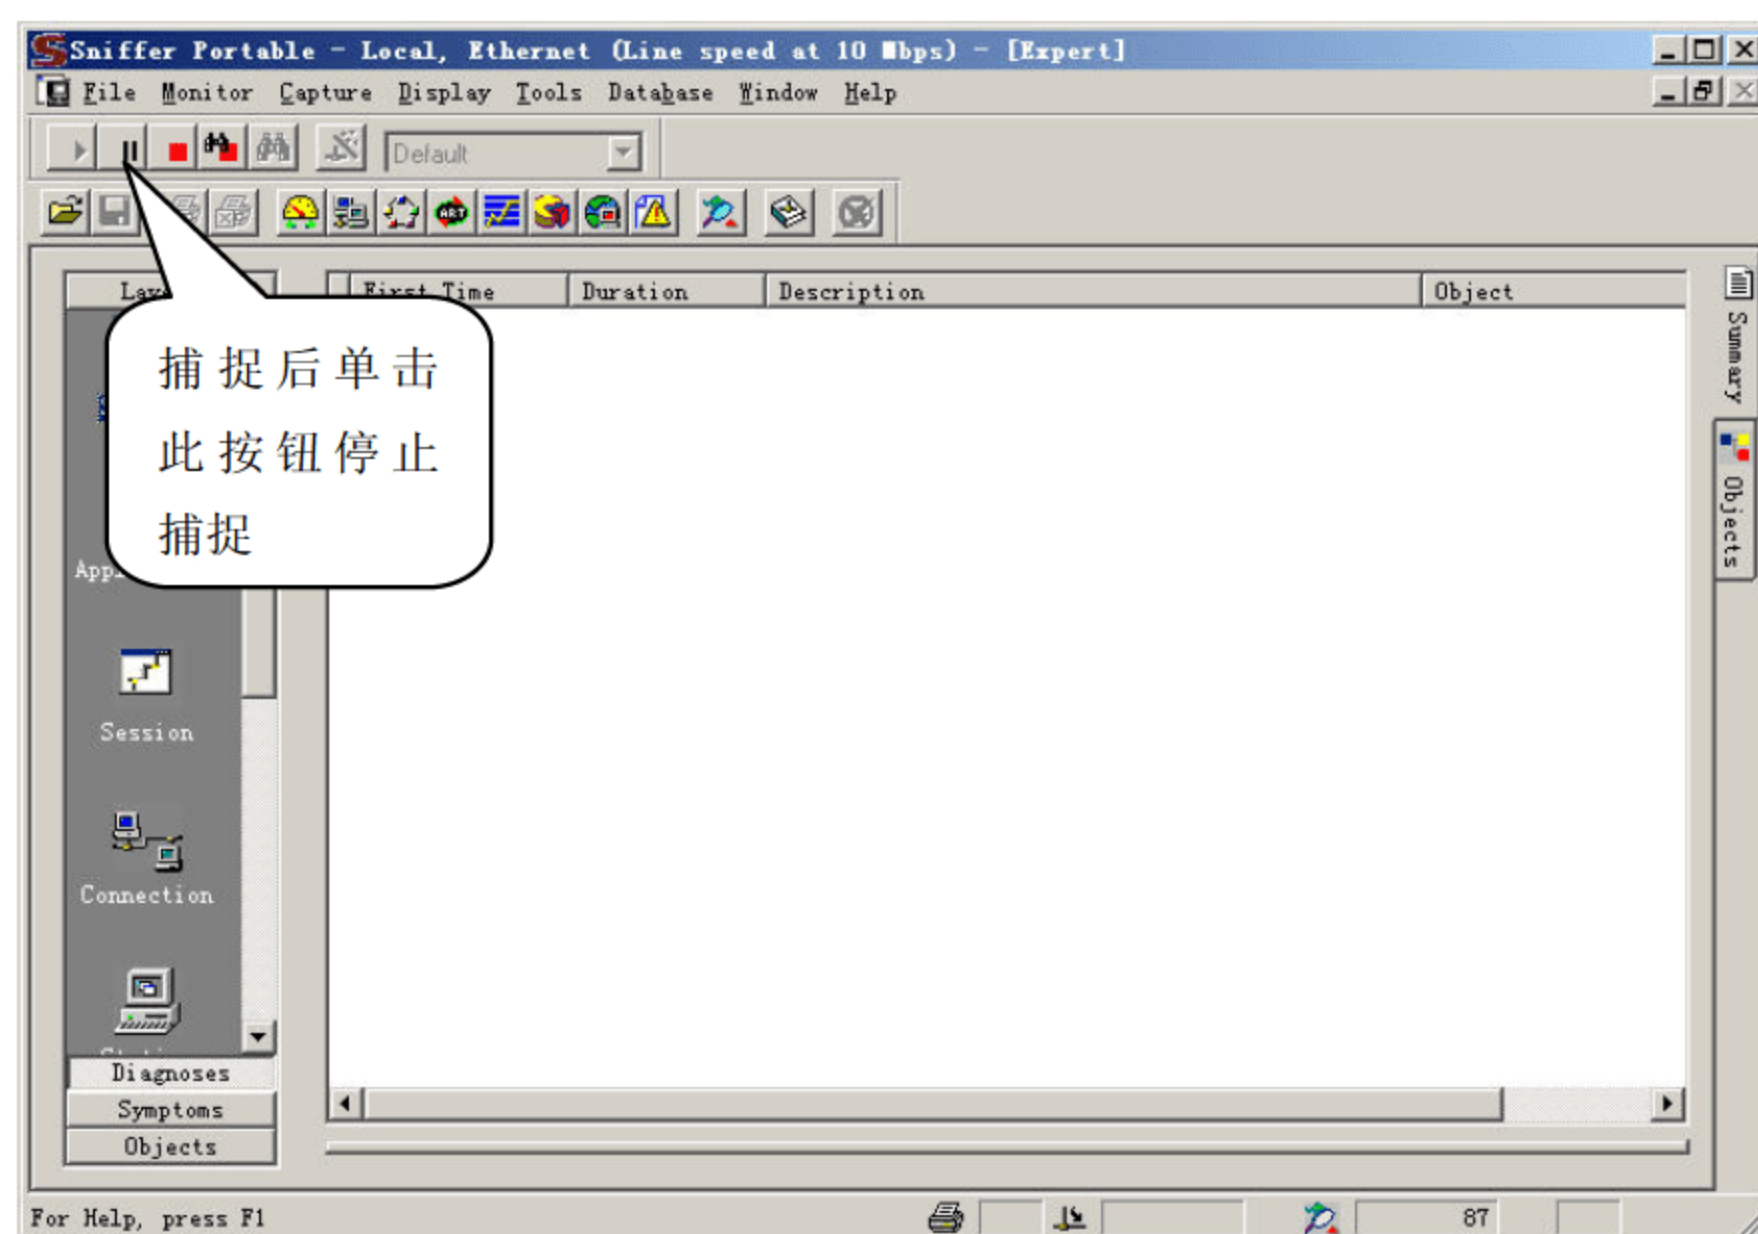 Sniffer Portable - Local, Ethernet (Line speed at 10 Mbps) - [Expert]
File Monitor Capture Display Tools Database Window Help
Default
First Time Duration Description Object
Summary
Objects
捕捉后单击
此按钮停止
捕捉
Session
Connection
Diagnoses
Symptoms
Objects
For Help, press F1
87